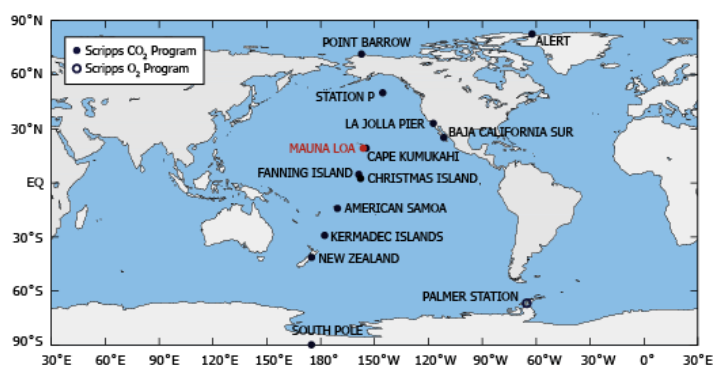 90°N
Scripps CO₂ Program
Scripps O₂ Program
POINT BARROW
ALERT
60°N
STATION P
LA JOLLA PIER
BAJA CALIFORNIA SUR
30°N
MAUNA LOA
CAPE KUMUKAHI
FANNING ISLAND
CHRISTMAS ISLAND
EQ
AMERICAN SAMOA
30°S
KERMADEC ISLANDS
NEW ZEALAND
60°S
PALMER STATION
SOUTH POLE
90°S
30°E 60°E 90°E 120°E 150°E 180° 150°W 120°W 90°W 60°W 30°W 0° 30°E